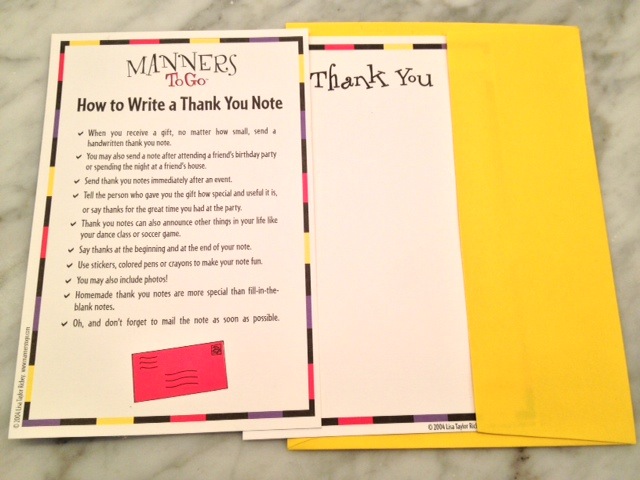 MANNERS
To Go™
How to Write a Thank You Note
✔ When you receive a gift, no matter how small, send a
handwritten thank you note.
✔ You may also send a note after attending a friend's birthday party
or spending the night at a friend's house.
✔ Send thank you notes immediately after an event.
✔ Tell the person who gave you the gift how special and useful it is,
or say thanks for the great time you had at the party.
✔ Thank you notes can also announce other things in your life like
your dance class or soccer game.
✔ Say thanks at the beginning and at the end of your note.
✔ Use stickers, colored pens or crayons to make your note fun.
✔ You may also include photos!
✔ Homemade thank you notes are more special than fill-in-the-
blank notes.
✔ Oh, and don't forget to mail the note as soon as possible.
© 2004 Lisa Taylor Richey
Thank You
© 2004 Lisa Taylor Rich